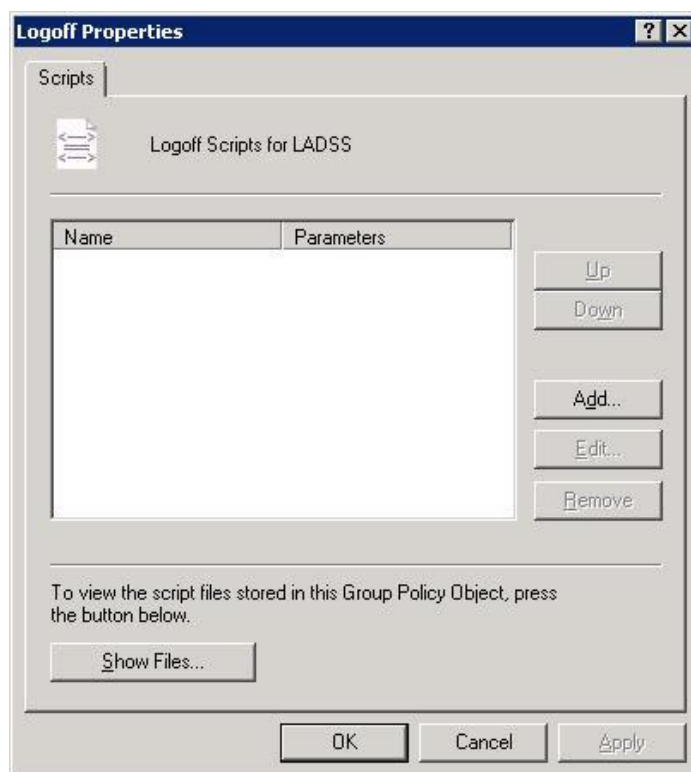 Logoff Properties
Scripts
Logoff Scripts for LADSS
Name Parameters
Up
Down
Add...
Edit...
Remove
To view the script files stored in this Group Policy Object, press
the button below.
Show Files...
OK Cancel Apply